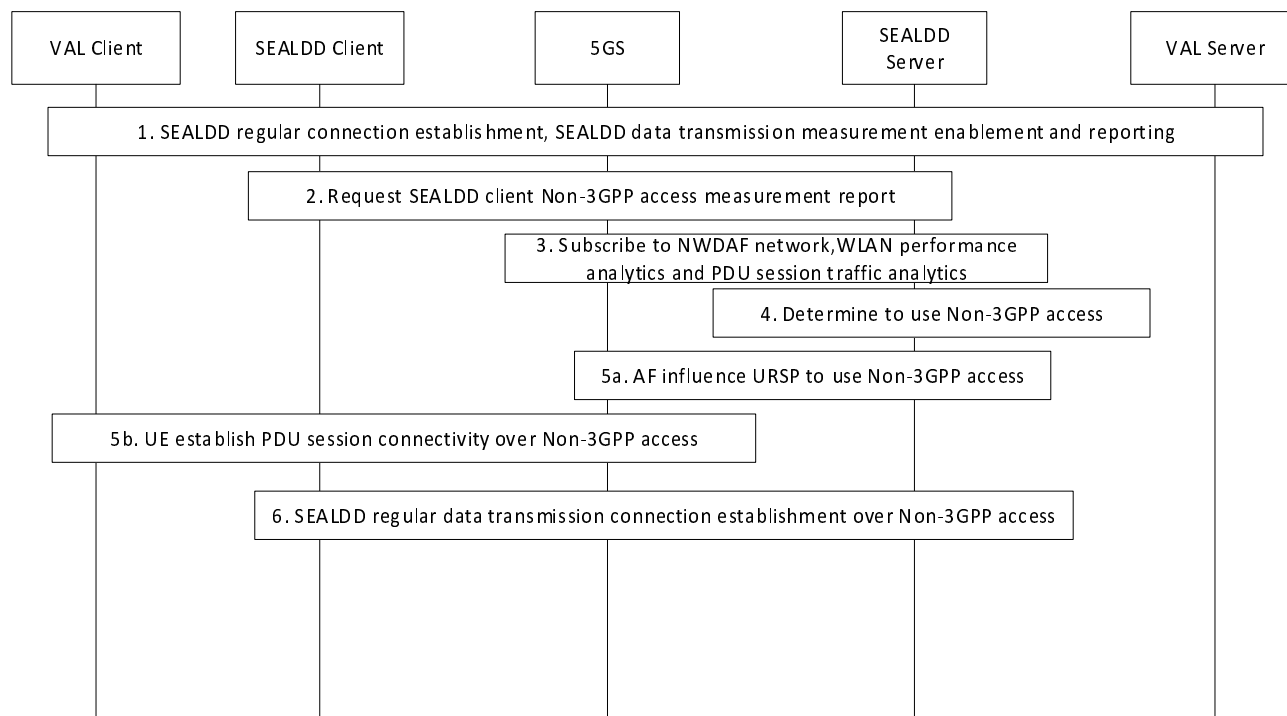 VAL Client
SEALDD Client
5GS
SEALDD
Server
VAL Server
1. SEALDD regular connection establishment, SEALDD data transmission measurement enablement and reporting
2. Request SEALDD client Non-3GPP access measurement report
3. Subscribe to NWDAF network,WLAN performance
analytics and PDU session traffic analytics
4. Determine to use Non-3GPP access
5a. AF influence URSP to use Non-3GPP access
5b. UE establish PDU session connectivity over Non-3GPP access
6. SEALDD regular data transmission connection establishment over Non-3GPP access